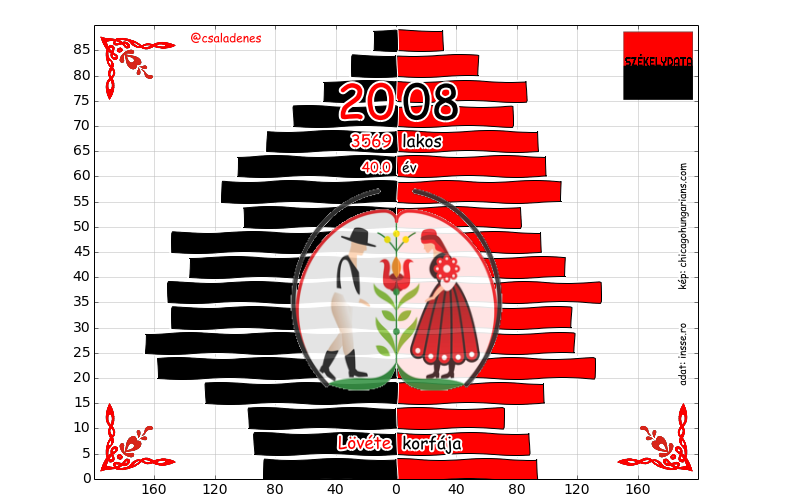 @csaladenes
SZÉKELYDATA
2008
3569 lakos
40.0 év
kép: chicagohungarians.com
adat: insse.ro
Lövéte korfája
85
80
75
70
65
60
55
50
45
40
35
30
25
20
15
10
5
0
160 120 80 40 0 40 80 120 160